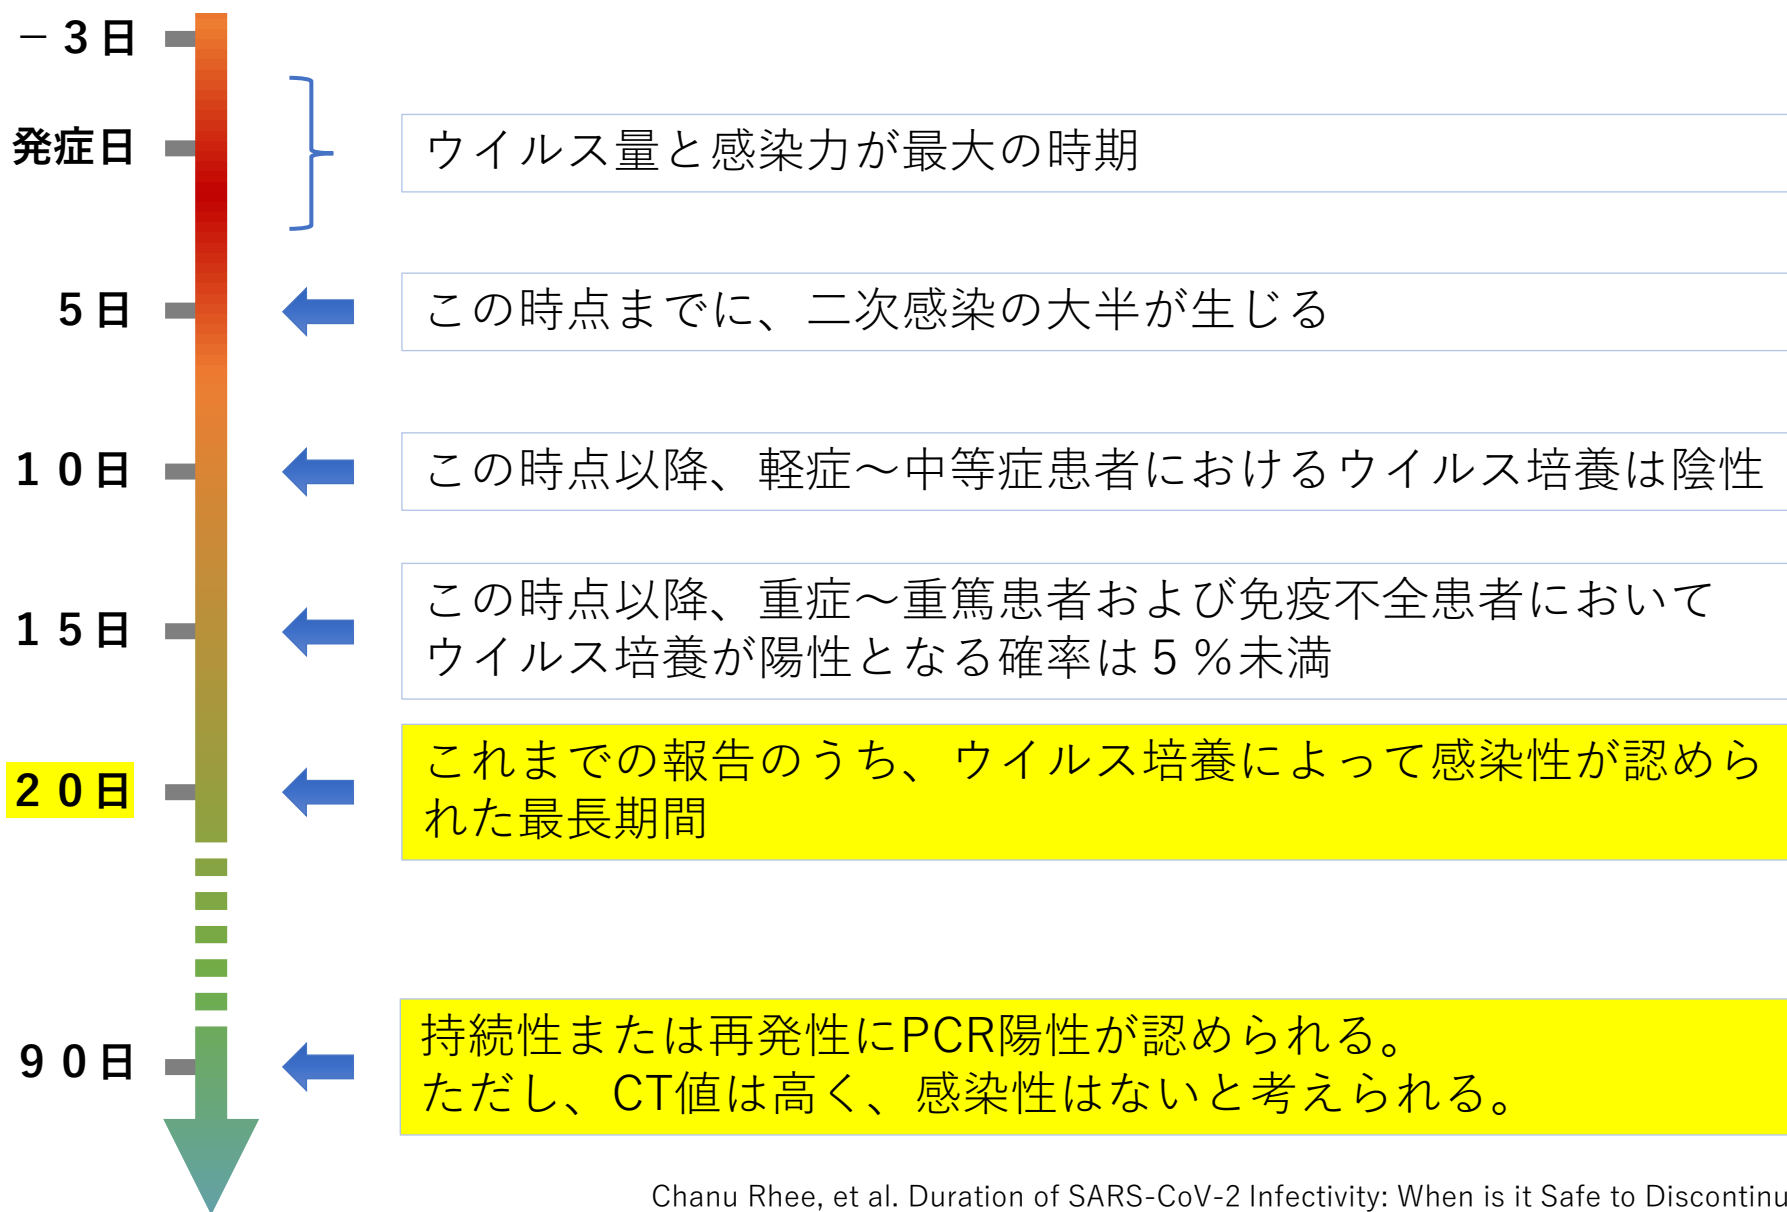 －３日
発症日
ウイルス量と感染力が最大の時期
５日
この時点までに、二次感染の大半が生じる
１０日
この時点以降、軽症～中等症患者におけるウイルス培養は陰性
１５日
この時点以降、重症～重篤患者および免疫不全患者において
ウイルス培養が陽性となる確率は５％未満
２０日
これまでの報告のうち、ウイルス培養によって感染性が認めら
れた最長期間
９０日
持続性または再発性にPCR陽性が認められる。
ただし、CT値は高く、感染性はないと考えられる。
Chanu Rhee, et al. Duration of SARS-CoV-2 Infectivity: When is it Safe to Discontinu